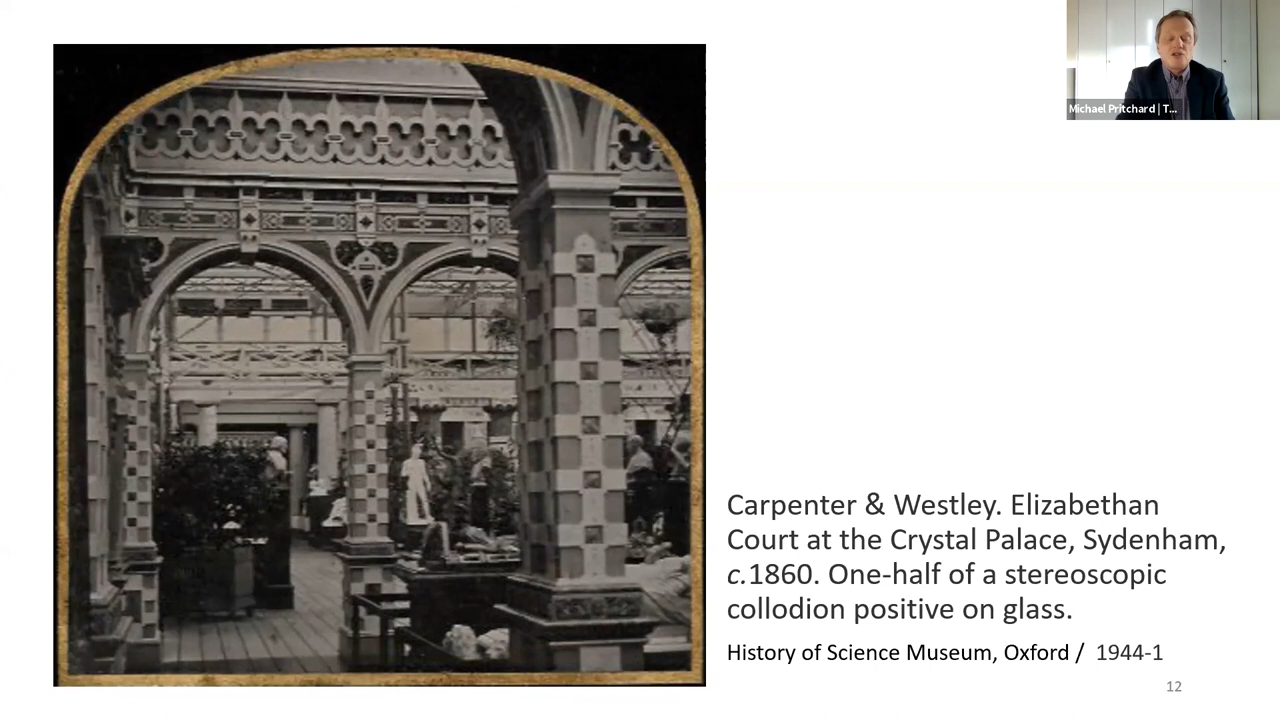 Michael Pritchard | T...
Carpenter & Westley. Elizabethan
Court at the Crystal Palace, Sydenham,
c.1860. One-half of a stereoscopic
collodion positive on glass.
History of Science Museum, Oxford / 1944-1
12